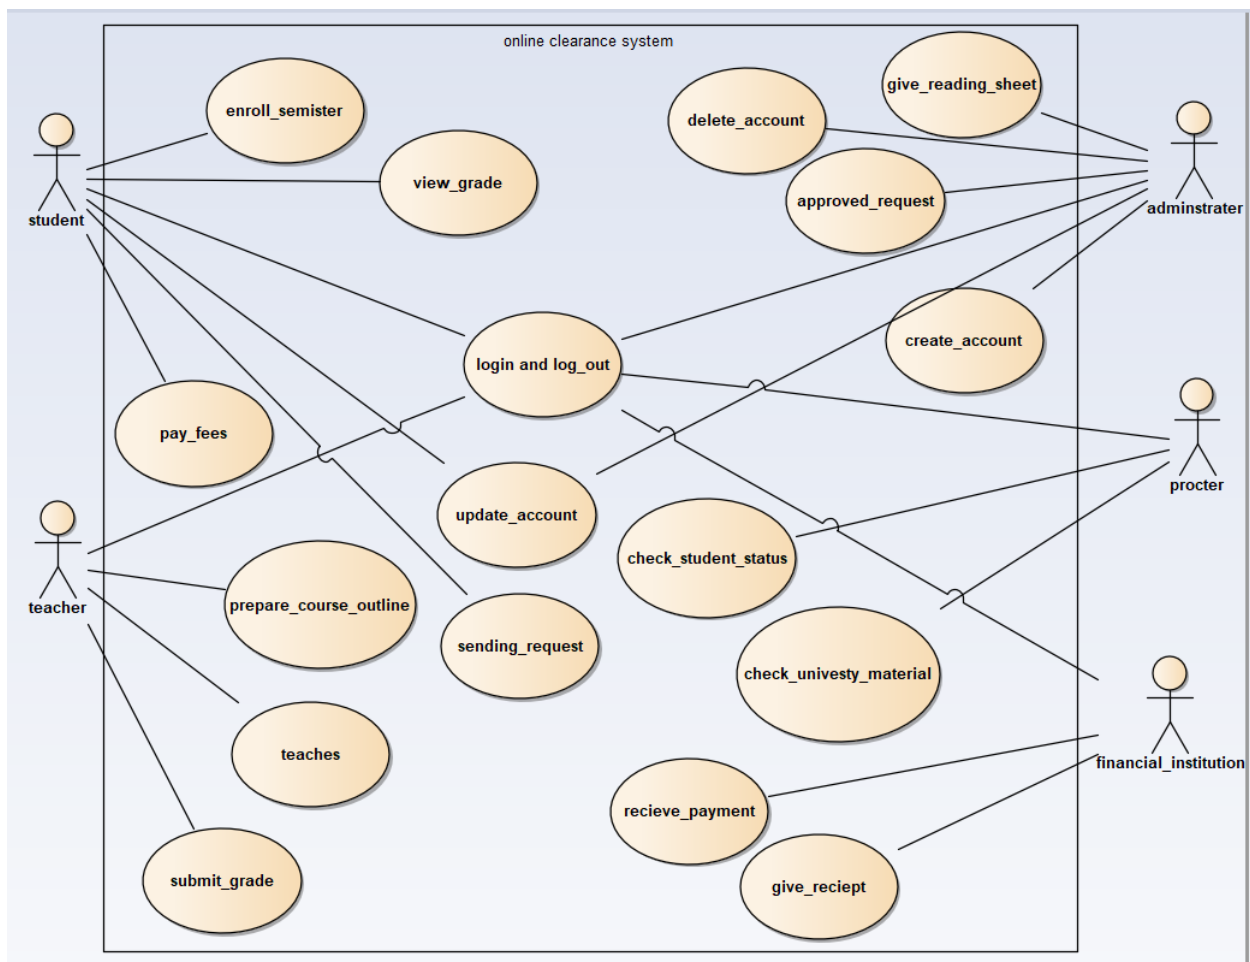 online clearance system
enroll_semister
give_reading_sheet
delete_account
view_grade
approved_request
student
adminstrater
create_account
login and log_out
pay_fees
procter
update_account
check_student_status
teacher
prepare_course_outline
sending_request
check_univesty_material
teaches
financial_institution
recieve_payment
submit_grade
give_reciept